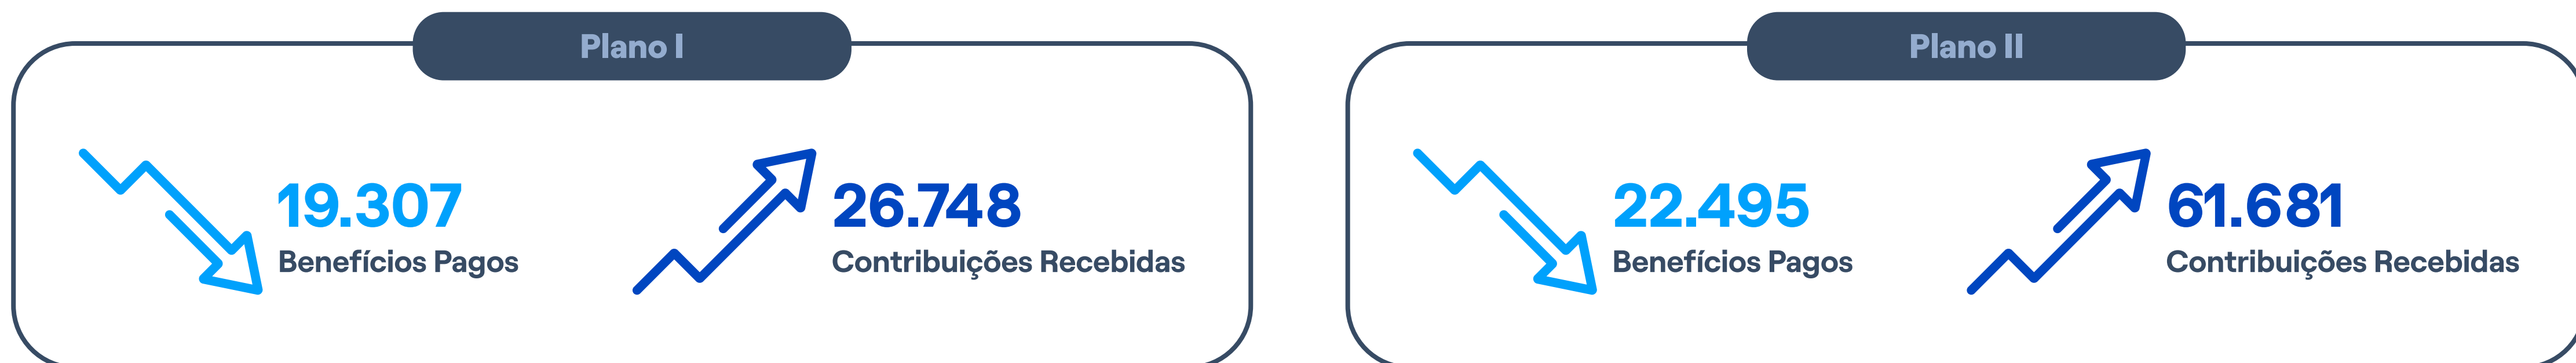 Plano I
19.307
Benefícios Pagos
26.748
Contribuições Recebidas
Plano II
22.495
Benefícios Pagos
61.681
Contribuições Recebidas